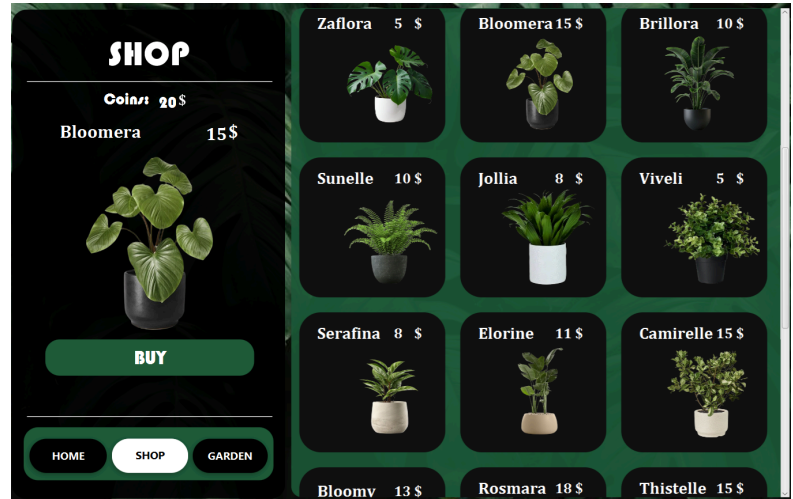 SHOP
Coins: 20$
Bloomera 15$
BUY
HOME SHOP GARDEN
Zaflora 5 $
Bloomera 15 $
Brillora 10 $
Sunelle 10 $
Jollia 8 $
Viveli 5 $
Serafina 8 $
Elorine 11 $
Camirelle 15 $
Bloomy 13 $
Rosmara 18 $
Thistelle 15 $